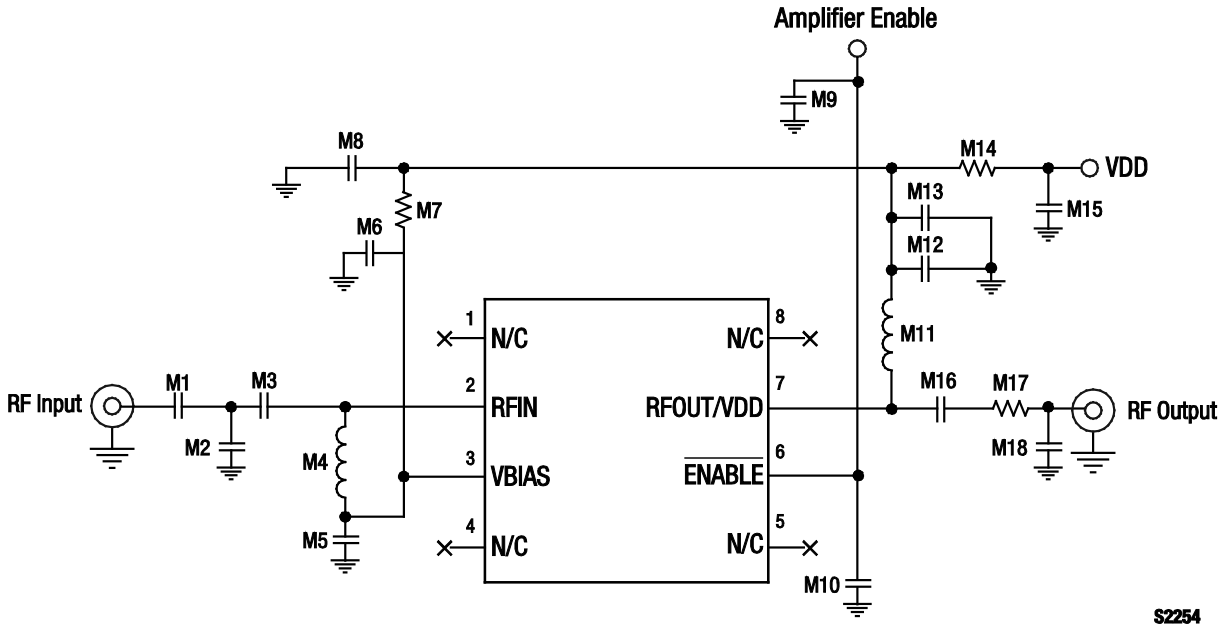 Amplifier Enable
M9
M8
M14
VDD
M7
M13
M15
M6
M12
1
N/C
8
N/C
M11
RF Input
M1
M3
2
RFIN
7
RFOUT/VDD
M16
M17
RF Output
M2
M4
3
VBIAS
6
ENABLE
M18
M5
4
N/C
5
N/C
M10
S2254